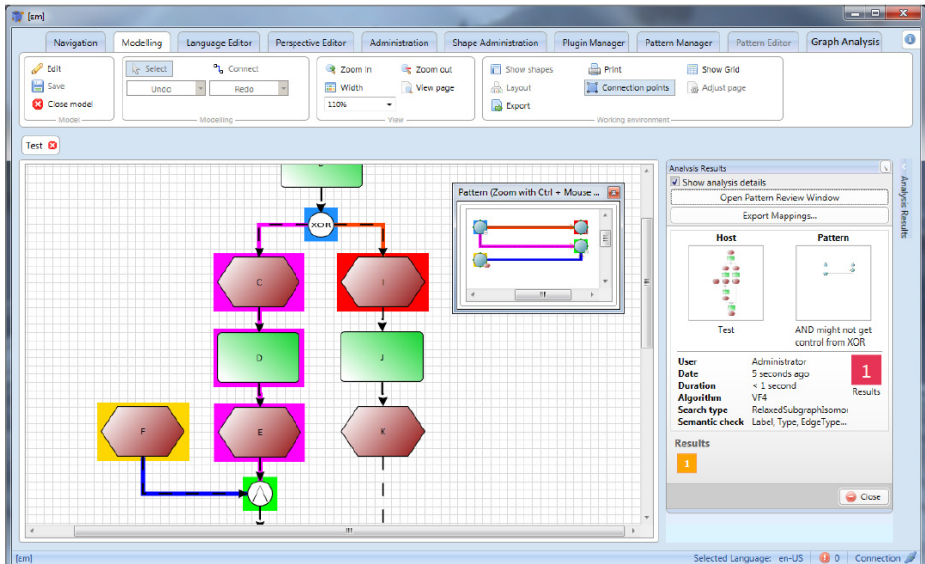 [εm]
Navigation Modelling Language Editor Perspective Editor Administration Shape Administration Plugin Manager Pattern Manager Pattern Editor Graph Analysis
Edit Select Connect Zoom in Zoom out Show shapes Print Show Grid
Save Undo Redo Width View page Layout Connection points Adjust page
Close model 110% Export
Model Modelling View Working environment
Test
Analysis Results
Show analysis details
Open Pattern Review Window
Export Mappings...
Pattern (Zoom with Ctrl + Mouse ...
XOR
Host Pattern
C I
Test AND might not get
control from XOR
D J
User Administrator
Date 5 seconds ago
Duration < 1 second
Algorithm VF4
Search type RelaxedSubgraphIsomor
Semantic check Label, Type, EdgeType...
1
Results
F E K
Results
1
Close
Analysis Results
[εm] Selected Language: en-US 0 Connection